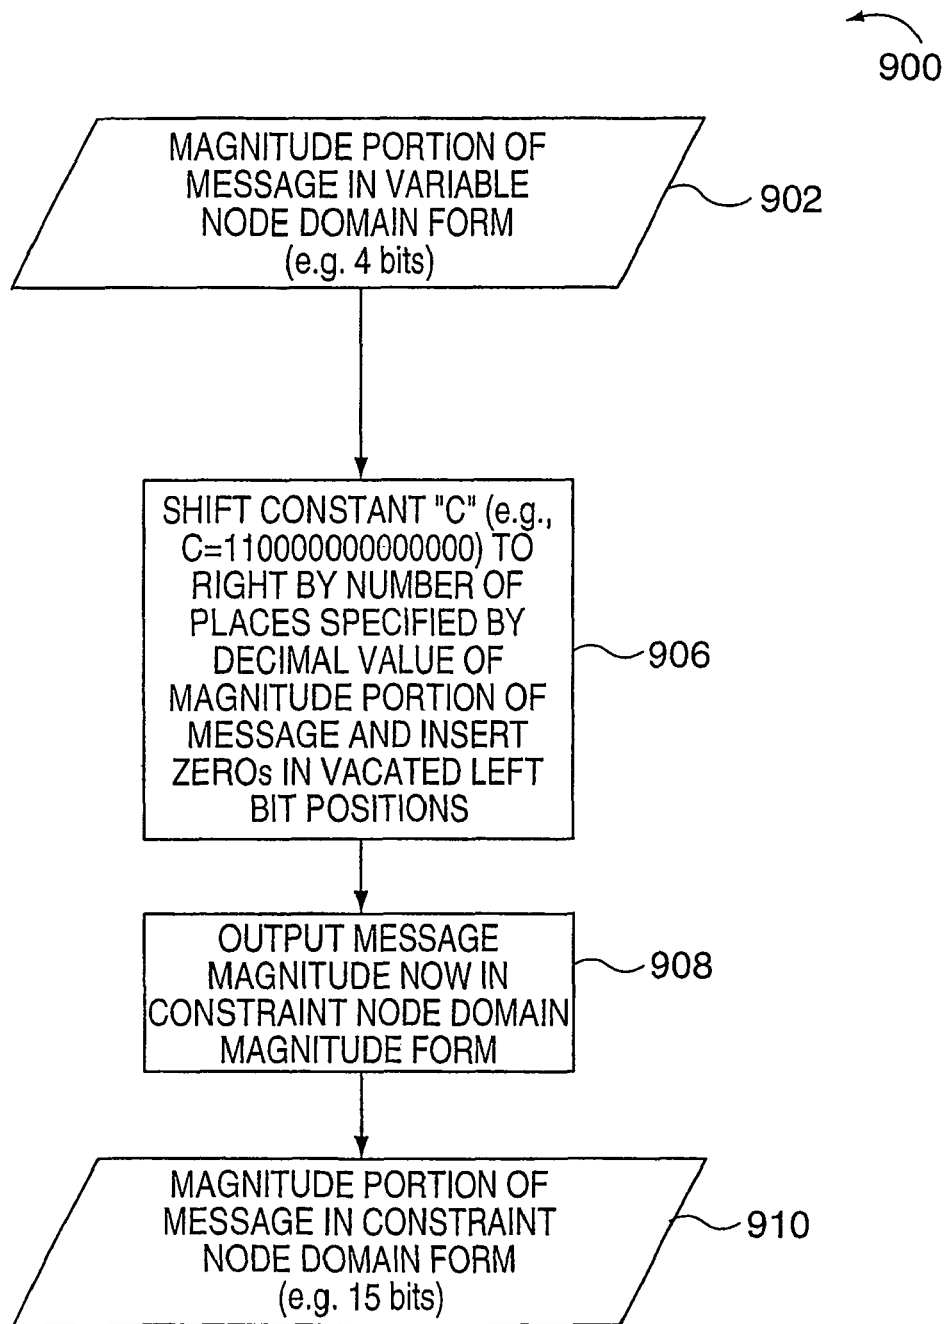 900
MAGNITUDE PORTION OF
MESSAGE IN VARIABLE
NODE DOMAIN FORM
(e.g. 4 bits)
902
SHIFT CONSTANT "C" (e.g.,
C=110000000000000) TO
RIGHT BY NUMBER OF
PLACES SPECIFIED BY
DECIMAL VALUE OF
MAGNITUDE PORTION OF
MESSAGE AND INSERT
ZEROs IN VACATED LEFT
BIT POSITIONS
906
OUTPUT MESSAGE
MAGNITUDE NOW IN
CONSTRAINT NODE DOMAIN
MAGNITUDE FORM
908
MAGNITUDE PORTION OF
MESSAGE IN CONSTRAINT
NODE DOMAIN FORM
(e.g. 15 bits)
910